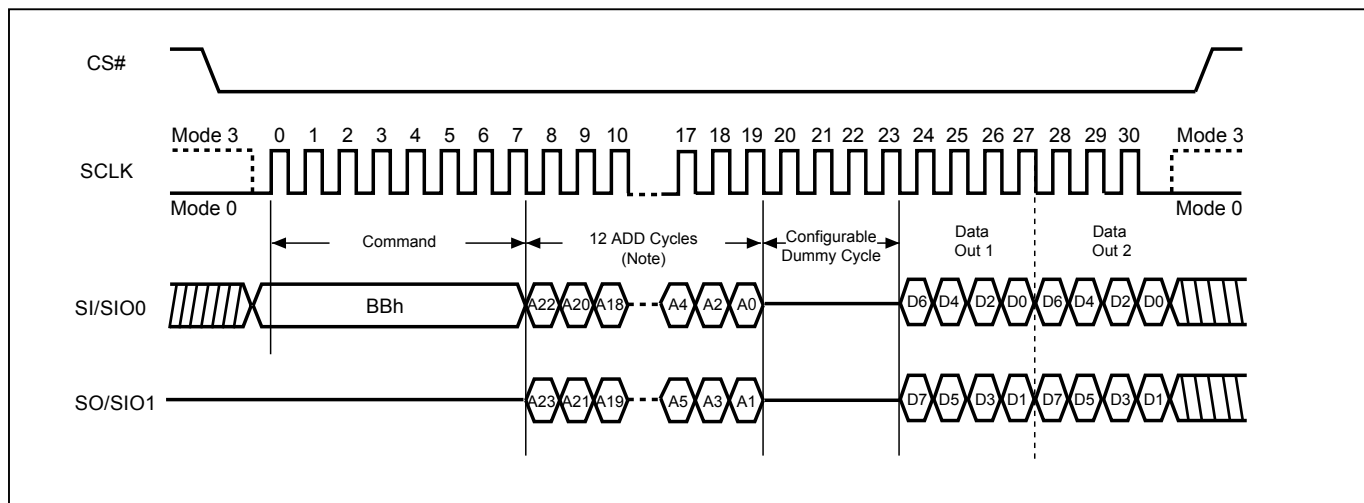 CS#
Mode 3 0 1 2 3 4 5 6 7 8 9 10 17 18 19 20 21 22 23 24 25 26 27 28 29 30 Mode 3
SCLK
Mode 0 Mode 0
Command 12 ADD Cycles (Note) Configurable Dummy Cycle Data Out 1 Data Out 2
SI/SIO0 BBh A22 A20 A18 A4 A2 A0 D6 D4 D2 D0 D6 D4 D2 D0
SO/SIO1 A23 A21 A19 A5 A3 A1 D7 D5 D3 D1 D7 D5 D3 D1